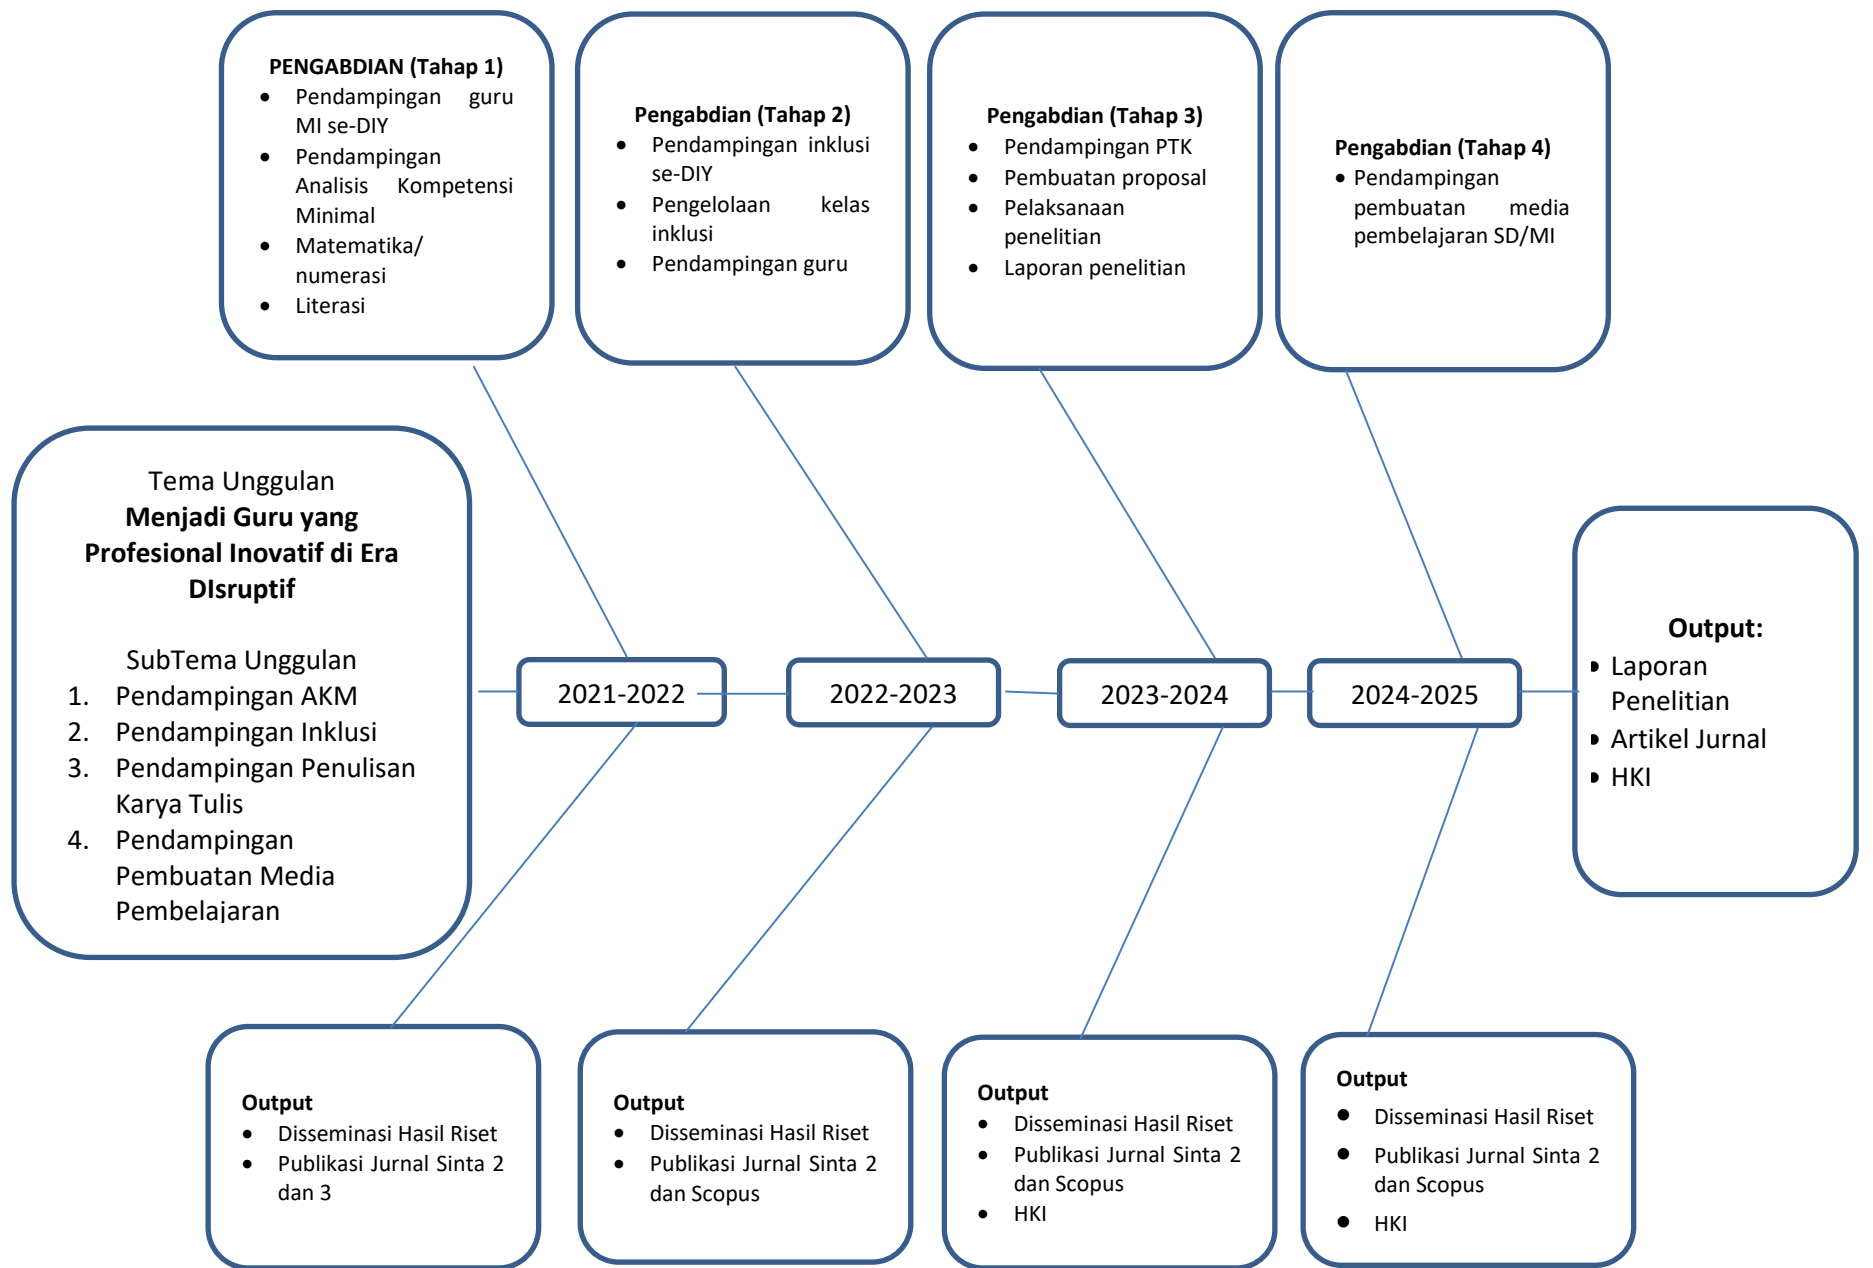 PENGABDIAN (Tahap 1)
• Pendampingan guru
MI se-DIY
• Pendampingan
Analisis Kompetensi
Minimal
• Matematika/
numerasi
• Literasi
Pengabdian (Tahap 2)
• Pendampingan inklusi
se-DIY
• Pengelolaan kelas
inklusi
• Pendampingan guru
Pengabdian (Tahap 3)
• Pendampingan PTK
• Pembuatan proposal
• Pelaksanaan
penelitian
• Laporan penelitian
Pengabdian (Tahap 4)
• Pendampingan
pembuatan media
pembelajaran SD/MI
Tema Unggulan
Menjadi Guru yang
Profesional Inovatif di Era
DIsruptif
SubTema Unggulan
1. Pendampingan AKM
2. Pendampingan Inklusi
3. Pendampingan Penulisan
Karya Tulis
4. Pendampingan
Pembuatan Media
Pembelajaran
2021-2022
2022-2023
2023-2024
2024-2025
Output:
• Laporan
Penelitian
• Artikel Jurnal
• HKI
Output
• Disseminasi Hasil Riset
• Publikasi Jurnal Sinta 2
dan 3
Output
• Disseminasi Hasil Riset
• Publikasi Jurnal Sinta 2
dan Scopus
Output
• Disseminasi Hasil Riset
• Publikasi Jurnal Sinta 2
dan Scopus
• HKI
Output
• Disseminasi Hasil Riset
• Publikasi Jurnal Sinta 2
dan Scopus
• HKI